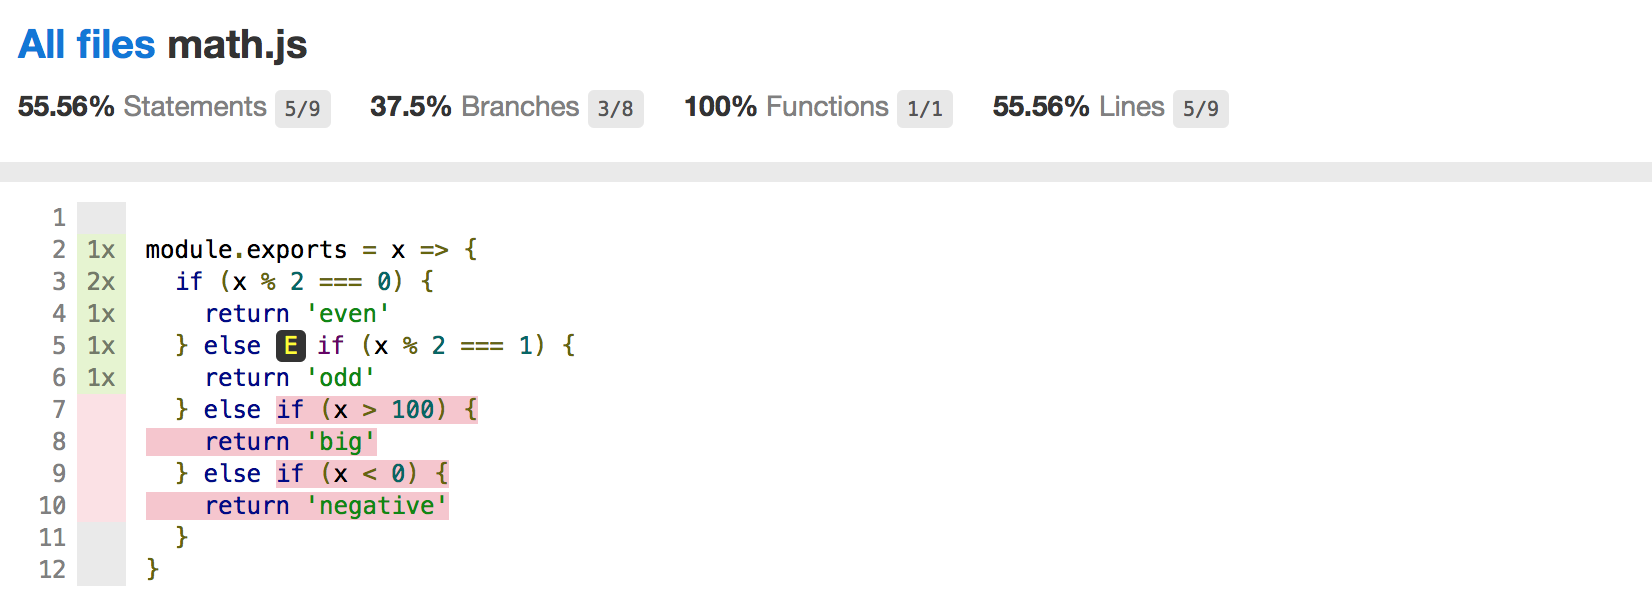 All files math.js
55.56% Statements 5/9 37.5% Branches 3/8 100% Functions 1/1 55.56% Lines 5/9
1
2 1x module.exports = x => {
3 2x if (x % 2 === 0) {
4 1x return 'even'
5 1x } else E if (x % 2 === 1) {
6 1x return 'odd'
7 } else if (x > 100) {
8 return 'big'
9 } else if (x < 0) {
10 return 'negative'
11 }
12 }